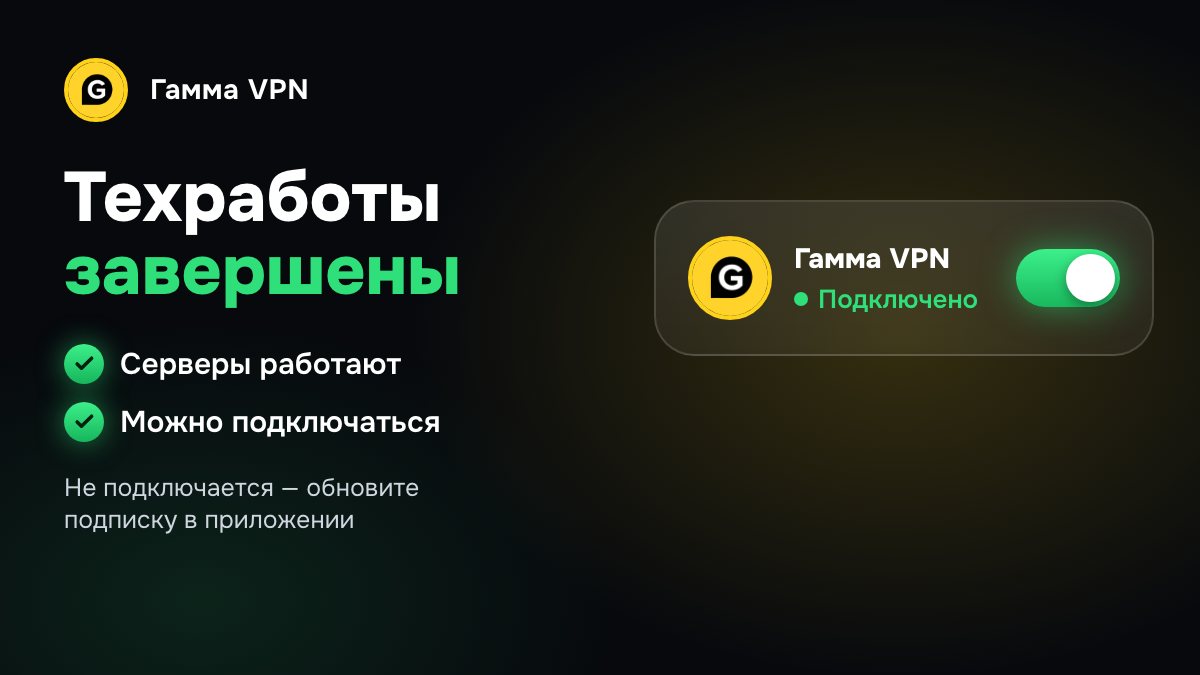 G Гамма VPN
Техработы
завершены
Серверы работают
Можно подключаться
Не подключается — обновите
подписку в приложении
G
Гамма VPN
Подключено